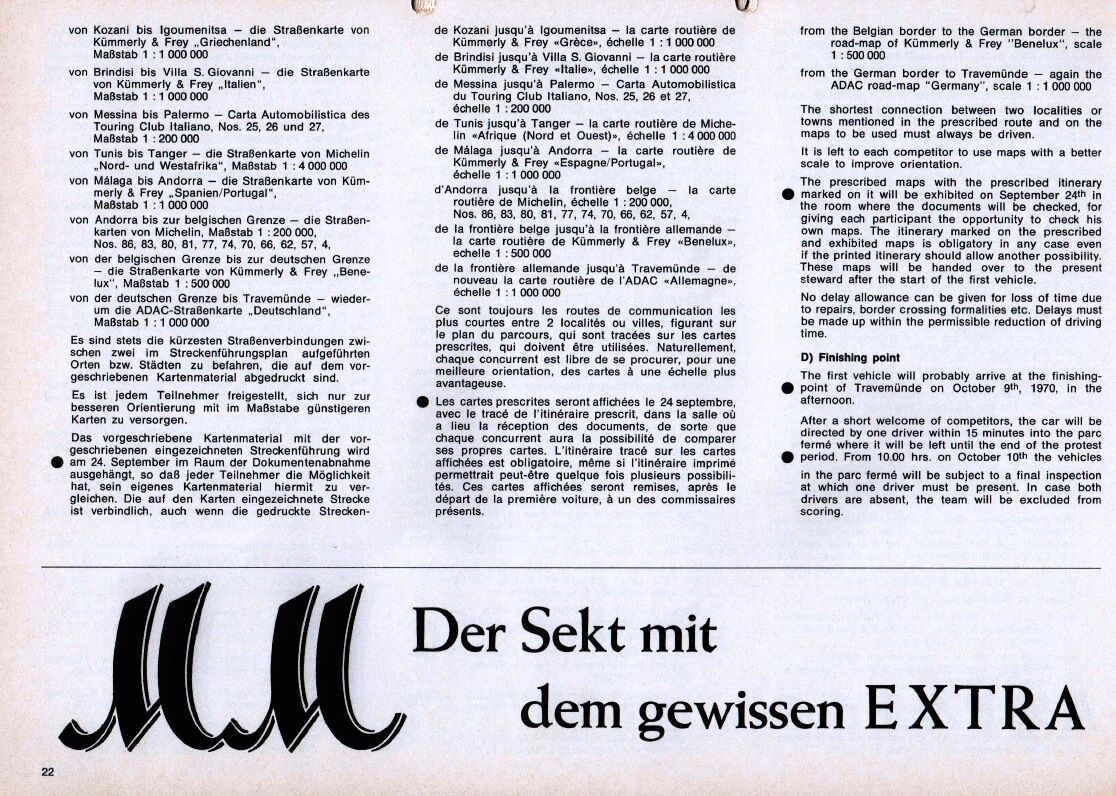 von Kozani bis Igoumenitsa — die Straßenkarte von
Kümmerly & Frey „Griechenland",
Maßstab 1 : 1 000 000
von Brindisi bis Villa S. Giovanni — die Straßenkarte
von Kümmerly & Frey „Italien",
Maßstab 1 : 1 000 000
von Messina bis Palermo — Carta Automobilistica des
Touring Club Italiano, Nos. 25, 26 und 27,
Maßstab 1 : 200 000
von Tunis bis Tanger — die Straßenkarte von Michelin
„Nord- und Westafrika", Maßstab 1 : 4 000 000
von Málaga bis Andorra — die Straßenkarte von Küm-
merly & Frey „Spanien/Portugal",
Maßstab 1 : 1 000 000
von Andorra bis zur belgischen Grenze — die Straßen-
karten von Michelin, Maßstab 1 : 200 000,
Nos. 86, 83, 80, 81, 77, 74, 70, 66, 62, 57, 4,
von der belgischen Grenze bis zur deutschen Grenze
— die Straßenkarten von Kümmerly & Frey „Bene-
lux", Maßstab 1 : 500 000
von der deutschen Grenze bis Travemünde — wieder-
um die ADAC-Straßenkarte „Deutschland",
Maßstab 1 : 1 000 000
Es sind stets die kürzesten Straßenverbindungen zwi-
schen zwei im Streckenführungsplan aufgeführten
Orten bzw. Städten zu befahren, die auf dem vor-
geschriebenen Kartenmaterial abgedruckt sind.
Es ist jedem Teilnehmer freigestellt, sich nur zur
besseren Orientierung mit im Maßstabe günstigeren
Karten zu versorgen.
Das vorgeschriebene Kartenmaterial mit der vor-
geschriebenen eingezeichneten Streckenführung wird
● am 24. September im Raum der Dokumentenabnahme
ausgehängt, so daß jeder Teilnehmer die Möglichkeit
hat, sein eigenes Kartenmaterial hiermit zu ver-
gleichen. Die auf den Karten eingezeichnete Strecke
ist verbindlich, auch wenn die gedruckte Strecken-
de Kozani jusqu'à Igoumenitsa — la carte routière de
Kümmerly & Frey «Grèce», échelle 1 : 1 000 000
de Brindisi jusqu'à Villa S. Giovanni — la carte routière
Kümmerly & Frey «Italie», échelle 1 : 1 000 000
de Messina jusqu'à Palermo — Carta Automobilistica
du Touring Club Italiano, Nos. 25, 26 et 27,
échelle 1 : 200 000
de Tunis jusqu'à Tanger — la carte routière de Miche-
lin «Afrique (Nord et Ouest)», échelle 1 : 4 000 000
de Málaga jusqu'à Andorra — la carte routière de
Kümmerly & Frey «Espagne/Portugal»,
échelle 1 : 1 000 000
d'Andorra jusqu'à la frontière belge — la carte
routière de Michelin, échelle 1 : 200 000,
Nos. 86, 83, 80, 81, 77, 74, 70, 66, 62, 57, 4,
de la frontière belge jusqu'à la frontière allemande —
la carte routière de Kümmerly & Frey «Benelux»,
echelle 1 : 500 000
de la frontière allemande jusqu'à Travemünde — de
nouveau la carte routière de l'ADAC «Allemagne»,
échelle 1 : 1 000 000
Ce sont toujours les routes de communication les
plus courtes entre 2 localités ou villes, figurant sur
le plan du parcours, qui sont tracées sur les cartes
prescrites, qui doivent être utilisées. Naturellement,
chaque concurrent est libre de se procurer, pour une
meilleure orientation, des cartes à une échelle plus
avantageuse.
● Les cartes prescrites seront affichées le 24 septembre,
avec le tracé de l'itinéraire prescrit, dans la salle où
a lieu la réception des documents, de sorte que
chaque concurrent aura la possibilité de comparer
ses propres cartes. L'itinéraire tracé sur les cartes
affichées est obligatoire, même si l'itinéraire imprimé
permettrait peut-être quelque fois plusieurs possibili-
tés. Ces cartes affichées seront remises, après le
départ de la première voiture, à un des commissaires
présents.
from the Belgian border to the German border — the
road-map of Kümmerly & Frey "Benelux", scale
1 : 500 000
from the German border to Travemünde — again the
ADAC road-map "Germany", scale 1 : 1 000 000
The shortest connection between two localities or
towns mentioned in the prescribed route and on the
maps to be used must always be driven.
It is left to each competitor to use maps with a better
scale to improve orientation.
The prescribed maps with the prescribed itinerary
● marked on it will be exhibited on September 24th in
the room where the documents will be checked, for
giving each participant the opportunity to check his
own maps. The itinerary marked on the prescribed
and exhibited maps is obligatory in any case even
if the printed itinerary should allow another possibility.
These maps will be handed over to the present
steward after the start of the first vehicle.
No delay allowance can be given for loss of time due
to repairs, border crossing formalities etc. Delays must
be made up within the permissible reduction of driving
time.
D) Finishing point
The first vehicle will probably arrive at the finishing-
● point of Travemünde on October 9th, 1970, in the
afternoon.
After a short welcome of competitors, the car will be
directed by one driver within 15 minutes into the parc
fermé where it will be left until the end of the protest
● period. From 10.00 hrs. on October 10th the vehicles
in the parc fermé will be subject to a final inspection
at which one driver must be present. In case both
drivers are absent, the team will be excluded from
scoring.
MM
Der Sekt mit
dem gewissen EXTRA
22